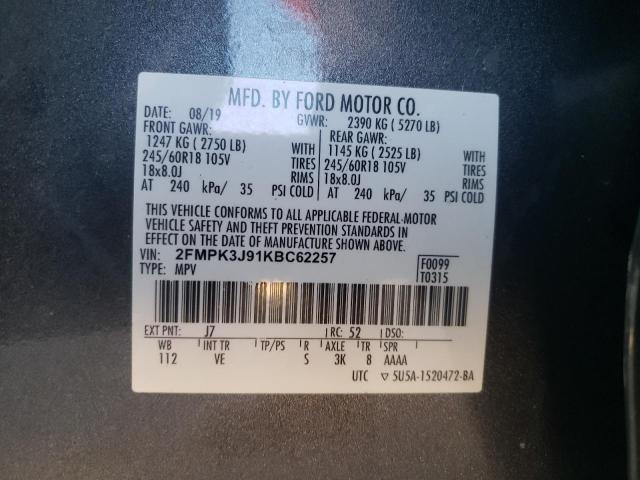 MFD. BY FORD MOTOR CO.
DATE: 08/19 GVWR: 2390 KG ( 5270 LB)
FRONT GAWR: REAR GAWR:
1247 KG ( 2750 LB) WITH 1145 KG ( 2525 LB) WITH
245/60R18 105V TIRES 245/60R18 105V TIRES
18x8.0J RIMS 18x8.0J RIMS
AT 240 kPa/ 35 PSI COLD AT 240 kPa/ 35 PSI COLD
THIS VEHICLE CONFORMS TO ALL APPLICABLE FEDERAL-MOTOR
VEHICLE SAFETY AND THEFT PREVENTION STANDARDS IN
EFFECT ON THE DATE OF MANUFACTURE SHOWN ABOVE.
VIN: 2FMPK3J91KBC62257 F0099
TYPE: MPV T0315
EXT PNT: J7 RC: 52 DSO:
WB INT TR TP/PS R AXLE TR SPR
112 VE S 3K 8 AAAA
UTC ▽ 5U5A-1520472-BA